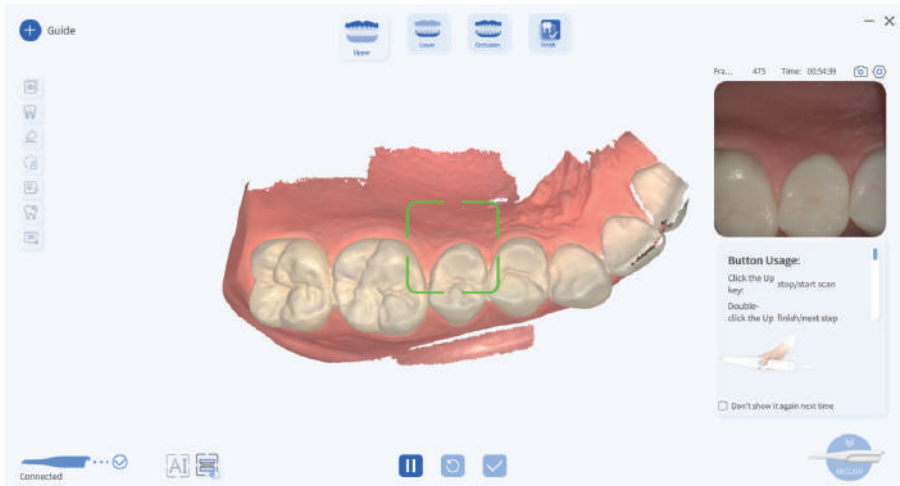 Guide
Upper
Lower
Occlusion
Fra... 475 Time: 00:54:39
Button Usage:
Click the Up key: stop/start scan
Double-click the Up finish/next step
Don't show it again next time
Connected
AI